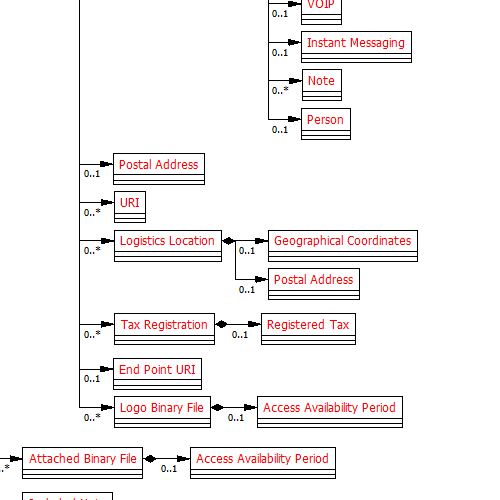 VOIP
0..1
Instant Messaging
0..1
Note
0..*
Person
0..1
Postal Address
0..1
URI
0..*
Logistics Location
0..*
Geographical Coordinates
0..1
Postal Address
0..1
Tax Registration
0..*
Registered Tax
0..1
End Point URI
0..1
Logo Binary File
0..*
Access Availability Period
0..1
Attached Binary File
..*
Access Availability Period
0..1